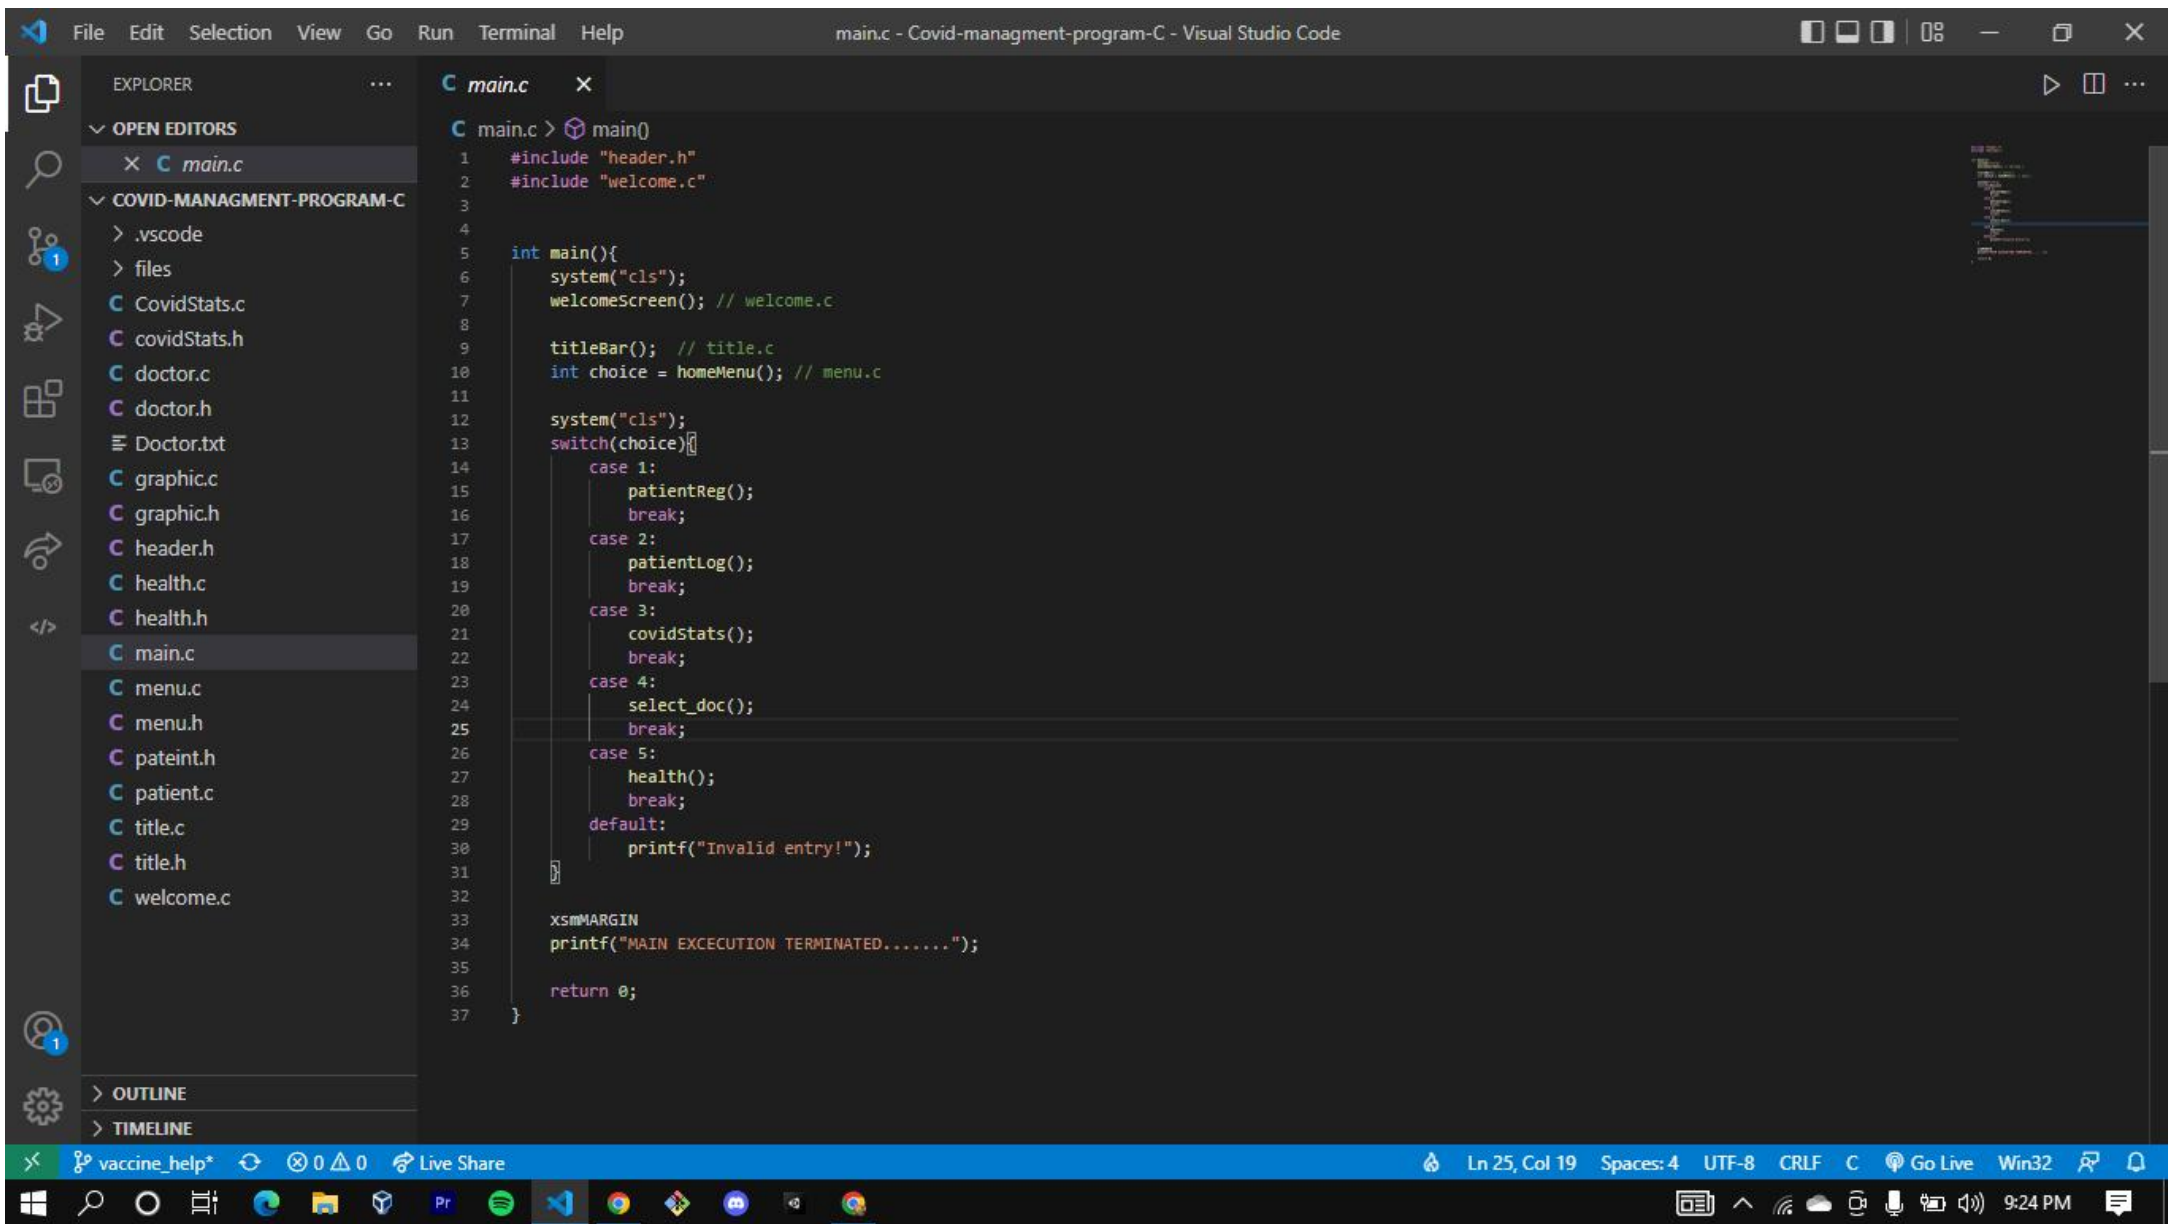 File Edit Selection View Go Run Terminal Help main.c - Covid-managment-program-C - Visual Studio Code
EXPLORER
OPEN EDITORS
C main.c
COVID-MANAGMENT-PROGRAM-C
.vscode
files
C CovidStats.c
C covidStats.h
C doctor.c
C doctor.h
Doctor.txt
C graphic.c
C graphic.h
C header.h
C health.c
C health.h
C main.c
C menu.c
C menu.h
C pateint.h
C patient.c
C title.c
C title.h
C welcome.c
OUTLINE
TIMELINE
C main.c
C main.c > main()
1 #include "header.h"
2 #include "welcome.c"
3
4
5 int main(){
6 system("cls");
7 welcomeScreen(); // welcome.c
8
9 titleBar(); // title.c
10 int choice = homeMenu(); // menu.c
11
12 system("cls");
13 switch(choice){
14 case 1:
15 patientReg();
16 break;
17 case 2:
18 patientLog();
19 break;
20 case 3:
21 covidStats();
22 break;
23 case 4:
24 select_doc();
25 break;
26 case 5:
27 health();
28 break;
29 default:
30 printf("Invalid entry!");
31 }
32
33 xsmMARGIN
34 printf("MAIN EXCECUTION TERMINATED.......");
35
36 return 0;
37 }
1
1
vaccine_help* 0 0 Live Share Ln 25, Col 19 Spaces: 4 UTF-8 CRLF C Go Live Win32
Pr 9:24 PM